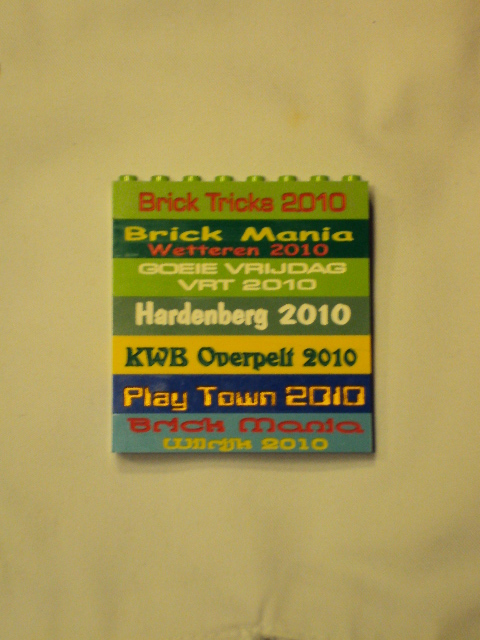 Brick Tricks 2010
Brick Mania
Wetteren 2010
GOEIE VRIJDAG
VRT 2010
Hardenberg 2010
KWB Overpelt 2010
Play Town 2010
Brick Mania
Wilrijk 2010